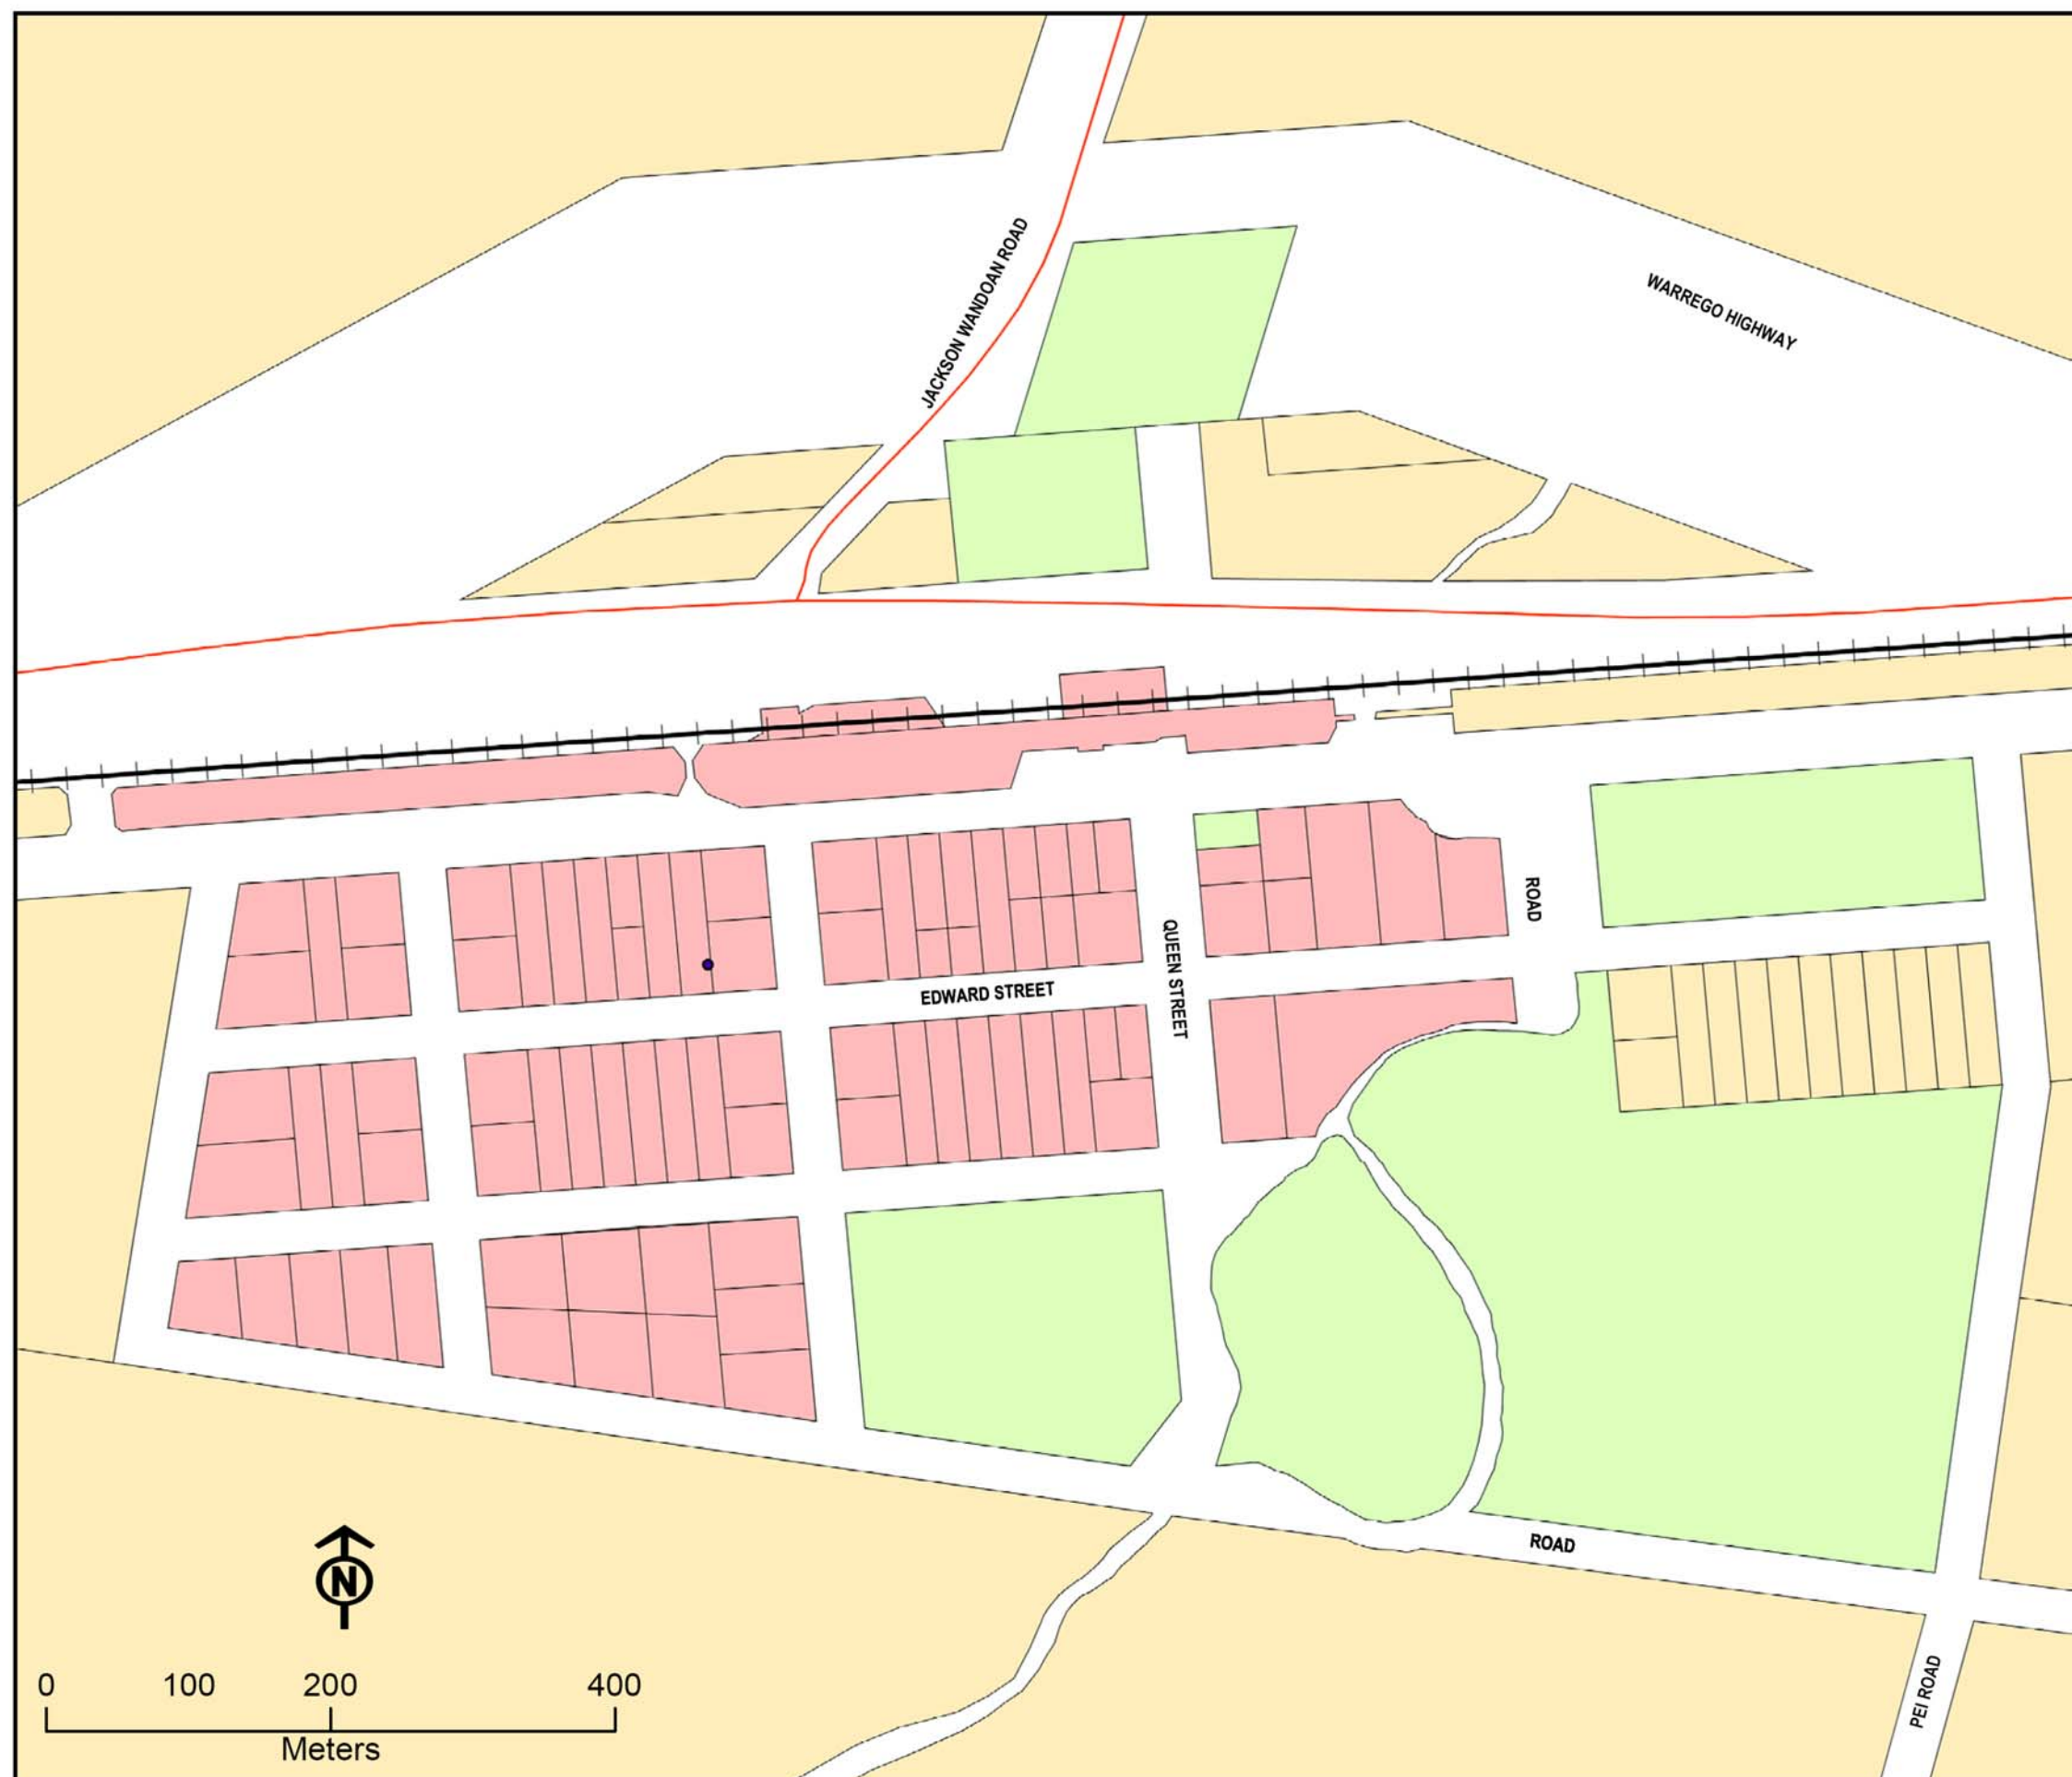 JACKSON WANDOAN ROAD
WARREGO HIGHWAY
ROAD
QUEEN STREET
EDWARD STREET
ROAD
N
0 100 200 400
Meters
PEI ROAD